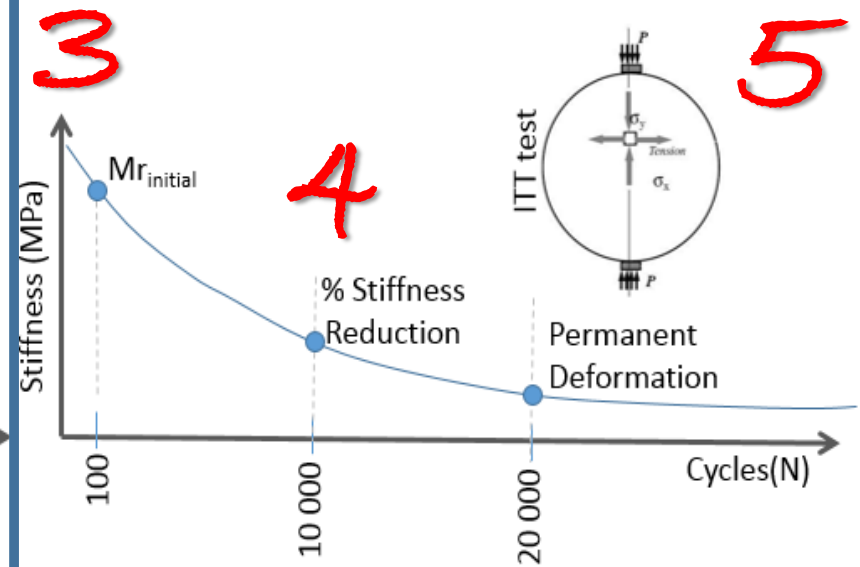 3
4
5
P
σy
Tension
σx
P
ITT test
Mrinitial
% Stiffness
Reduction
Permanent
Deformation
Stiffness (MPa)
100
10 000
20 000
Cycles(N)